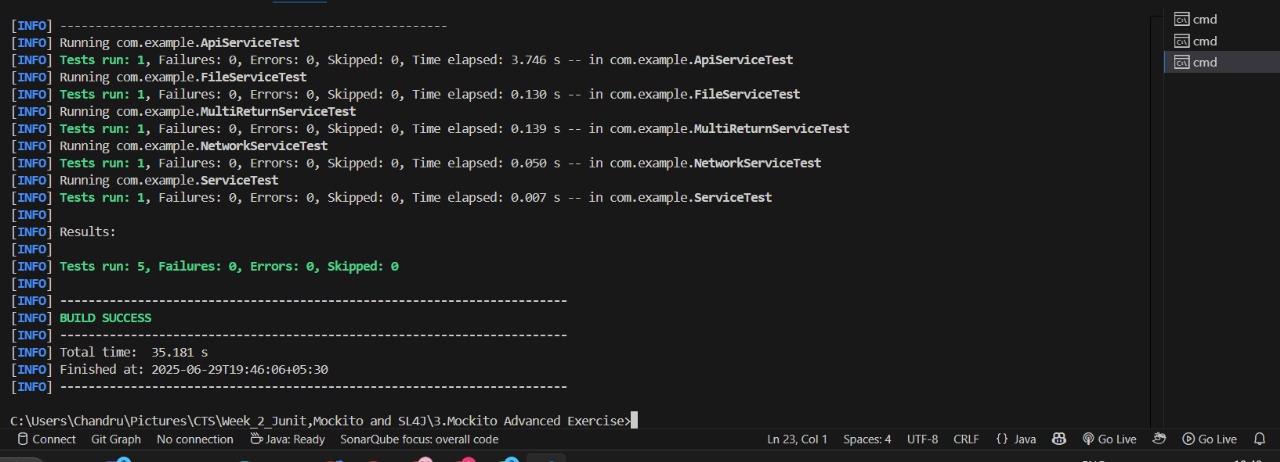 [INFO] -------------------------------------------------------
[INFO] Running com.example.ApiServiceTest
[INFO] Tests run: 1, Failures: 0, Errors: 0, Skipped: 0, Time elapsed: 3.746 s -- in com.example.ApiServiceTest
[INFO] Running com.example.FileServiceTest
[INFO] Tests run: 1, Failures: 0, Errors: 0, Skipped: 0, Time elapsed: 0.130 s -- in com.example.FileServiceTest
[INFO] Running com.example.MultiReturnServiceTest
[INFO] Tests run: 1, Failures: 0, Errors: 0, Skipped: 0, Time elapsed: 0.139 s -- in com.example.MultiReturnServiceTest
[INFO] Running com.example.NetworkServiceTest
[INFO] Tests run: 1, Failures: 0, Errors: 0, Skipped: 0, Time elapsed: 0.050 s -- in com.example.NetworkServiceTest
[INFO] Running com.example.ServiceTest
[INFO] Tests run: 1, Failures: 0, Errors: 0, Skipped: 0, Time elapsed: 0.007 s -- in com.example.ServiceTest
[INFO]
[INFO] Results:
[INFO]
[INFO] Tests run: 5, Failures: 0, Errors: 0, Skipped: 0
[INFO]
[INFO] ------------------------------------------------------------------------
[INFO] BUILD SUCCESS
[INFO] ------------------------------------------------------------------------
[INFO] Total time:  35.181 s
[INFO] Finished at: 2025-06-29T19:46:06+05:30
[INFO] ------------------------------------------------------------------------
C:\Users\Chandru\Pictures\CTS\Week_2_Junit,Mockito and SL4J\3.Mockito Advanced Exercise>
cmd
cmd
cmd
Connect Git Graph No connection Java: Ready SonarQube focus: overall code Ln 23, Col 1 Spaces: 4 UTF-8 CRLF {} Java Go Live Go Live